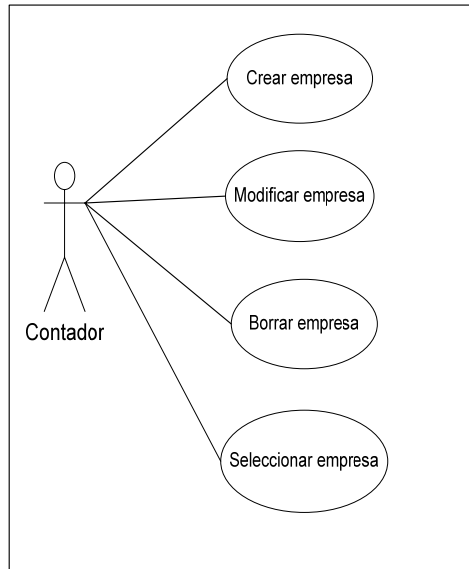 Crear empresa
Modificar empresa
Borrar empresa
Contador
Seleccionar empresa